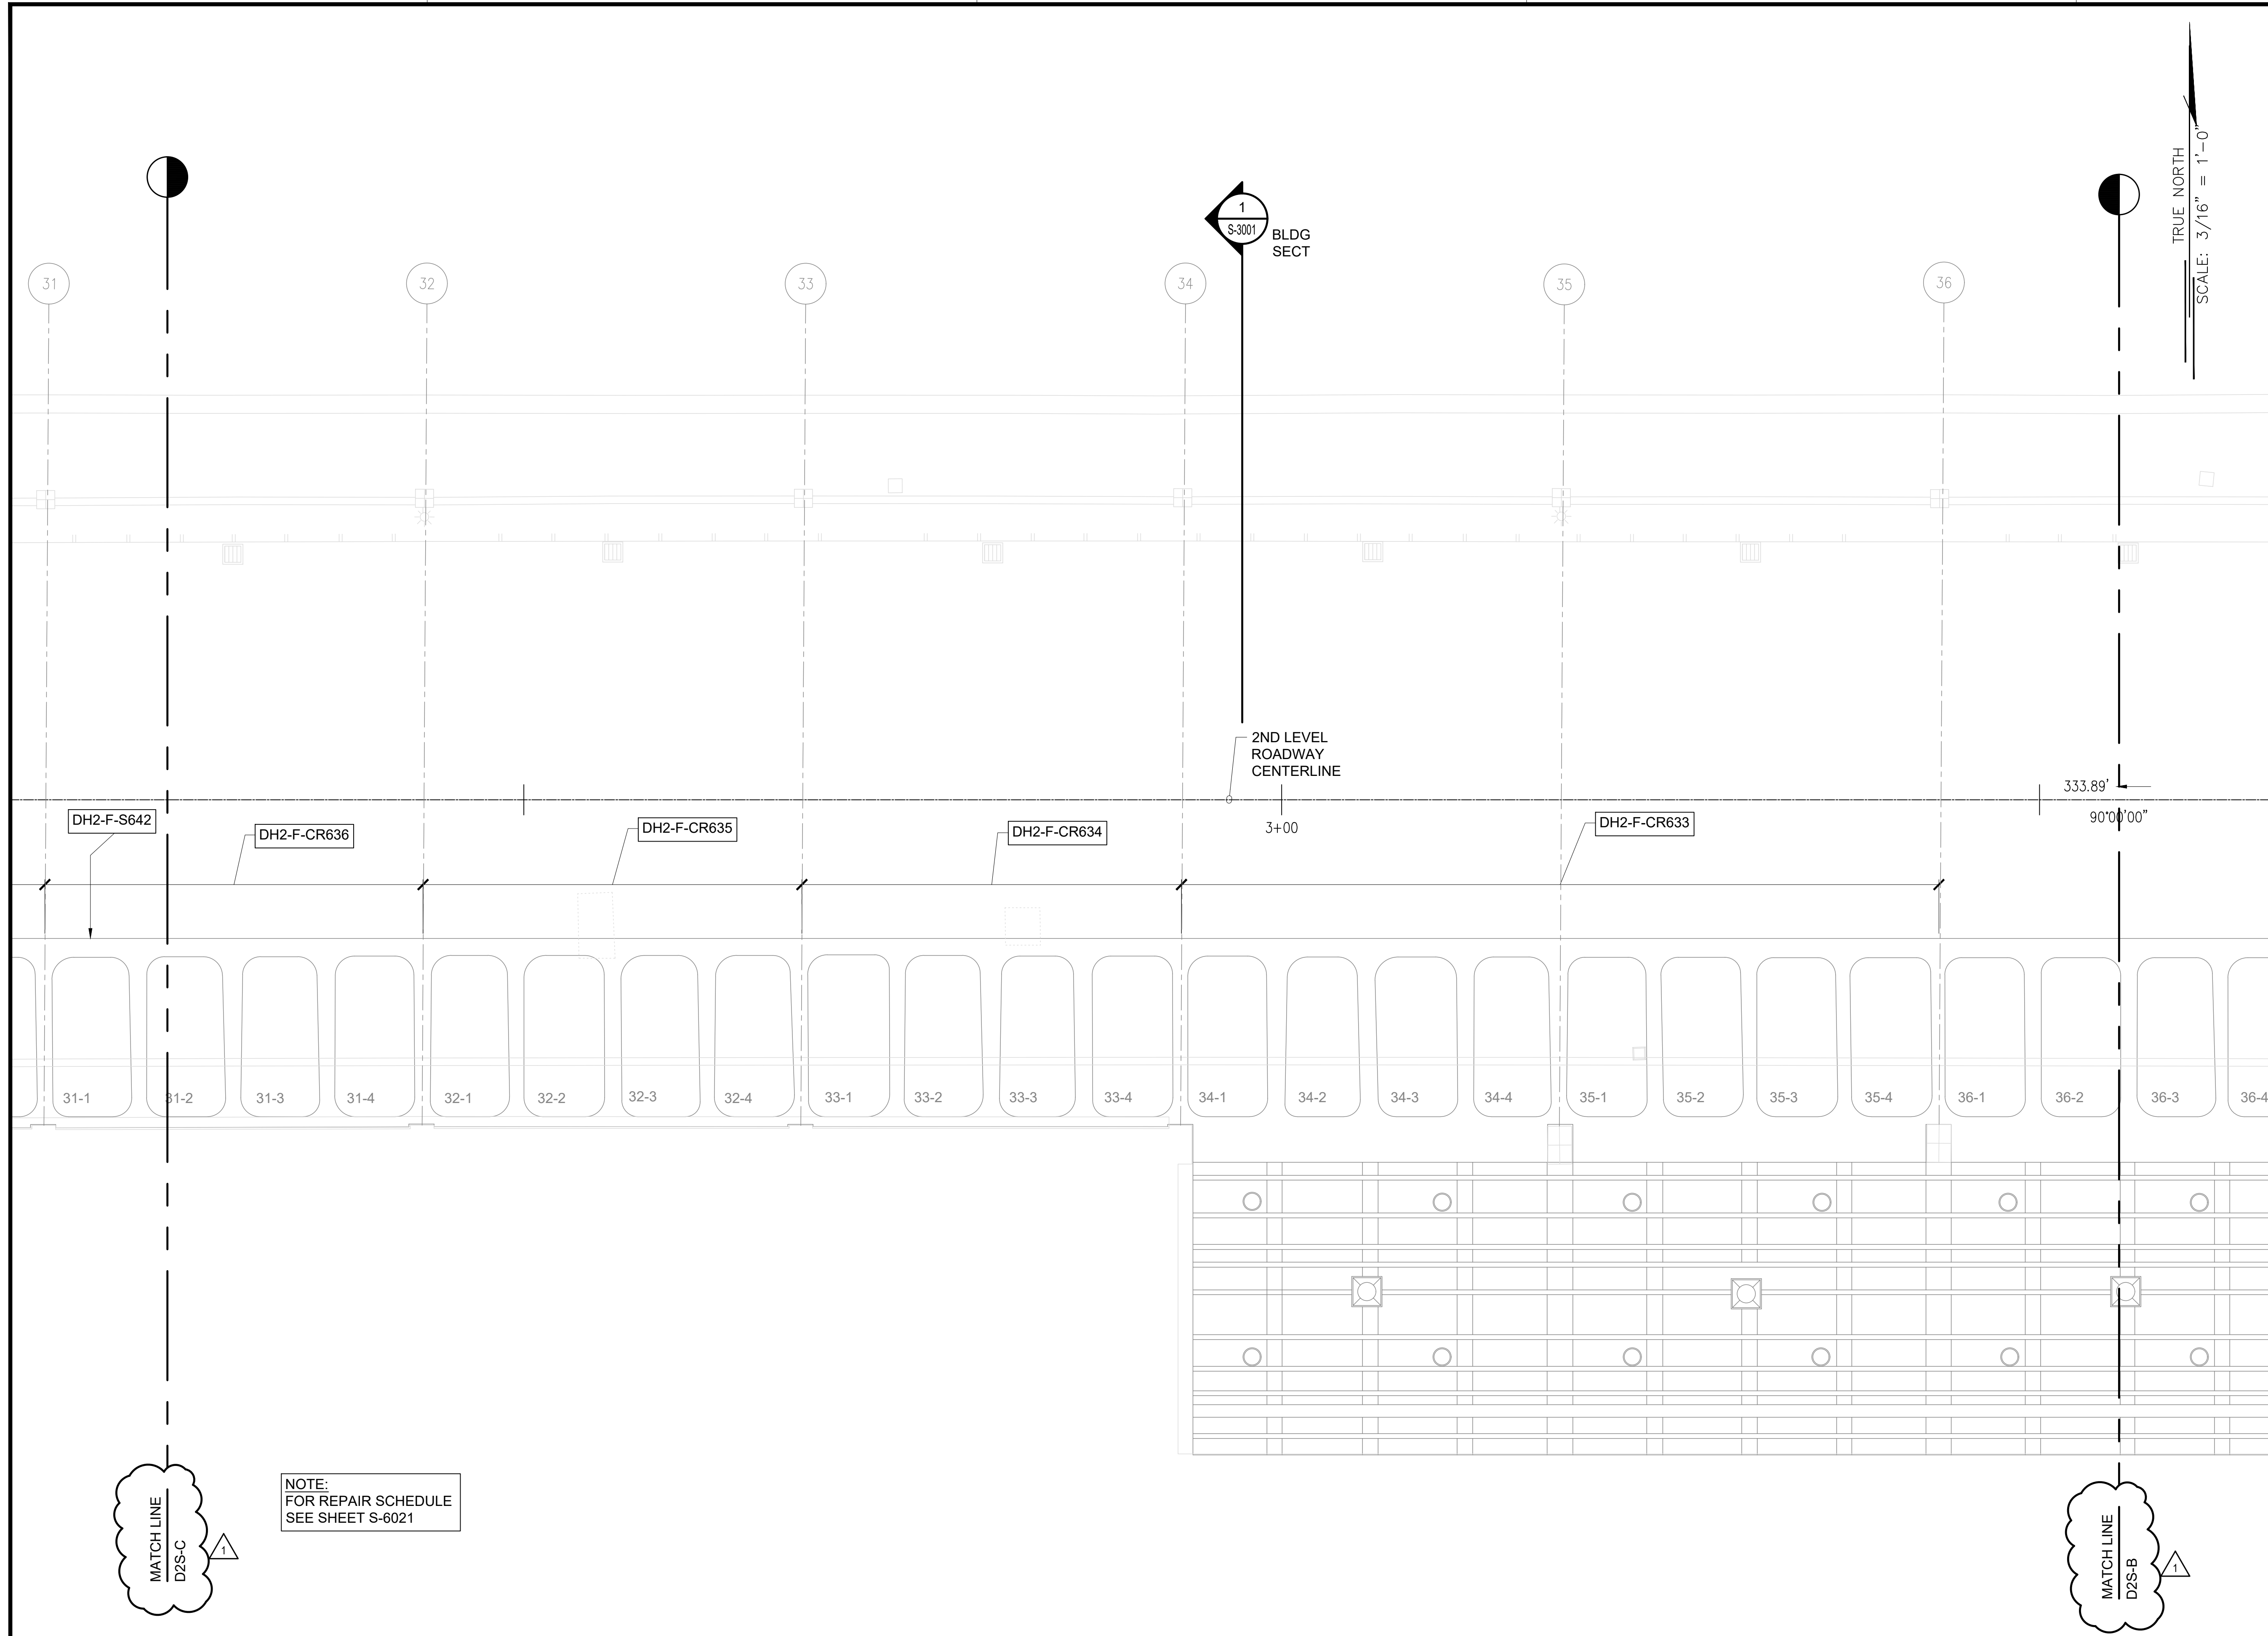 TRUE NORTH
SCALE: 3/16" = 1'-0"
1
S-3001
BLDG
SECT
31
32
33
34
35
36
2ND LEVEL
ROADWAY
CENTERLINE
333.89'
90°00'00"
3+00
DH2-F-S642
DH2-F-CR636
DH2-F-CR635
DH2-F-CR634
DH2-F-CR633
31-1
31-2
31-3
31-4
32-1
32-2
32-3
32-4
33-1
33-2
33-3
33-4
34-1
34-2
34-3
34-4
35-1
35-2
35-3
35-4
36-1
36-2
36-3
36-4
NOTE:
FOR REPAIR SCHEDULE
SEE SHEET S-6021
MATCH LINE
D2S-C
1
MATCH LINE
D2S-B
1